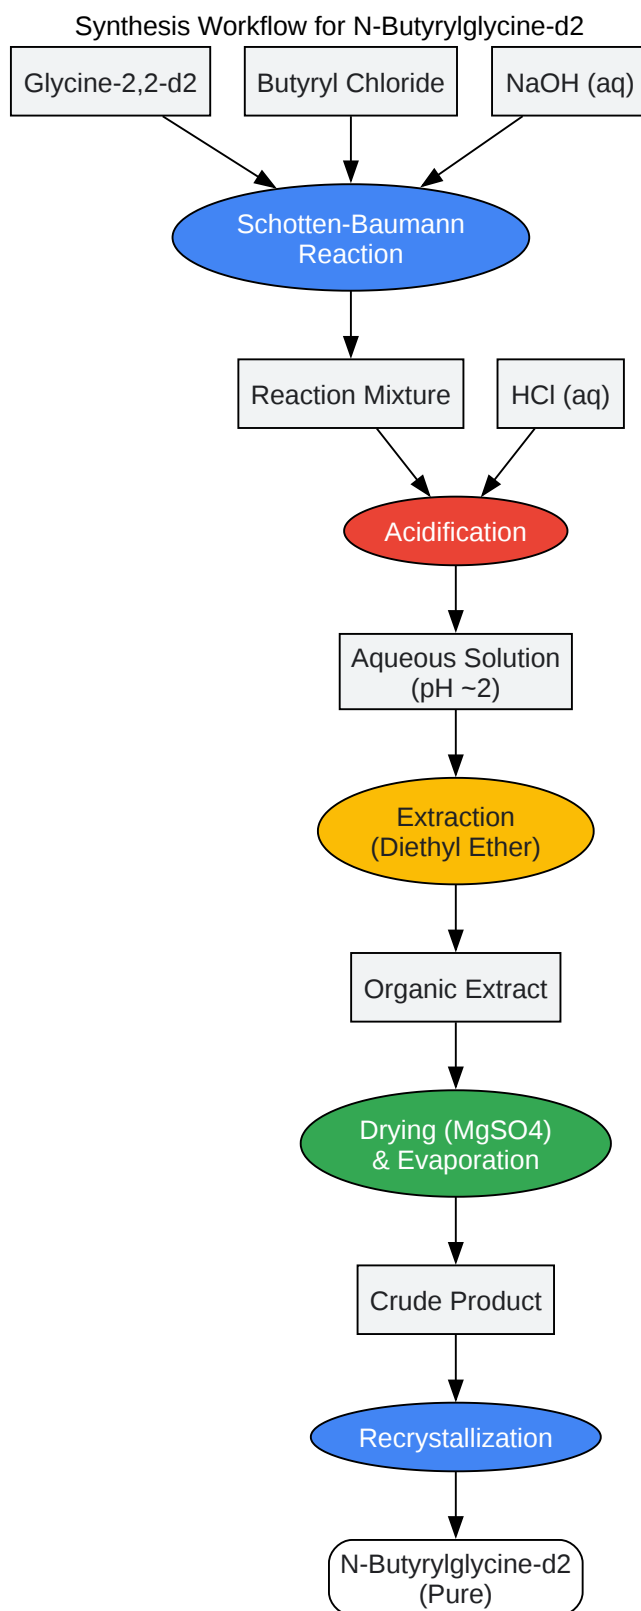 Synthesis Workflow for N-Butyrylglycine-d2
Glycine-2,2-d2
Butyryl Chloride
NaOH (aq)
Schotten-Baumann
Reaction
Reaction Mixture
HCl (aq)
Acidification
Aqueous Solution
(pH ~2)
Extraction
(Diethyl Ether)
Organic Extract
Drying (MgSO4)
& Evaporation
Crude Product
Recrystallization
N-Butyrylglycine-d2
(Pure)